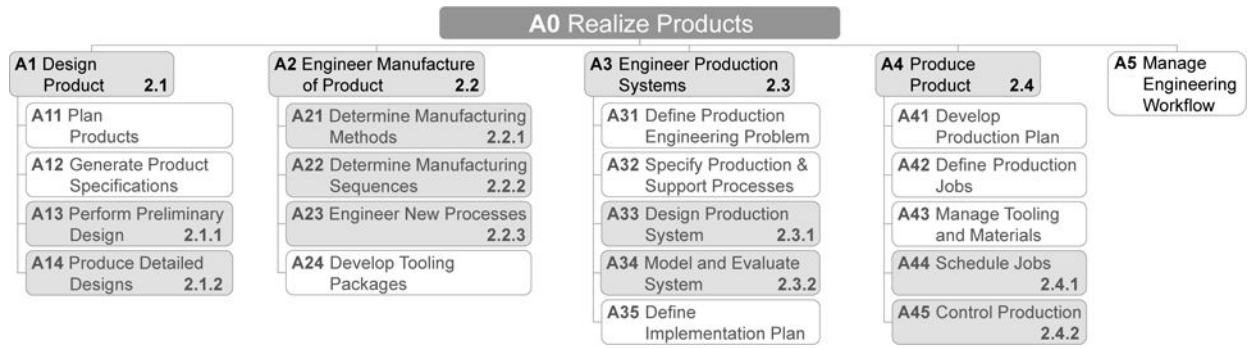 A0 Realize Products
A1 Design
Product 2.1
A11 Plan
Products
A12 Generate Product
Specifications
A13 Perform Preliminary
Design 2.1.1
A14 Produce Detailed
Designs 2.1.2
A2 Engineer Manufacture
of Product 2.2
A21 Determine Manufacturing
Methods 2.2.1
A22 Determine Manufacturing
Sequences 2.2.2
A23 Engineer New Processes
2.2.3
A24 Develop Tooling
Packages
A3 Engineer Production
Systems 2.3
A31 Define Production
Engineering Problem
A32 Specify Production &
Support Processes
A33 Design Production
System 2.3.1
A34 Model and Evaluate
System 2.3.2
A35 Define
Implementation Plan
A4 Produce
Product 2.4
A41 Develop
Production Plan
A42 Define Production
Jobs
A43 Manage Tooling
and Materials
A44 Schedule Jobs
2.4.1
A45 Control Production
2.4.2
A5 Manage
Engineering
Workflow